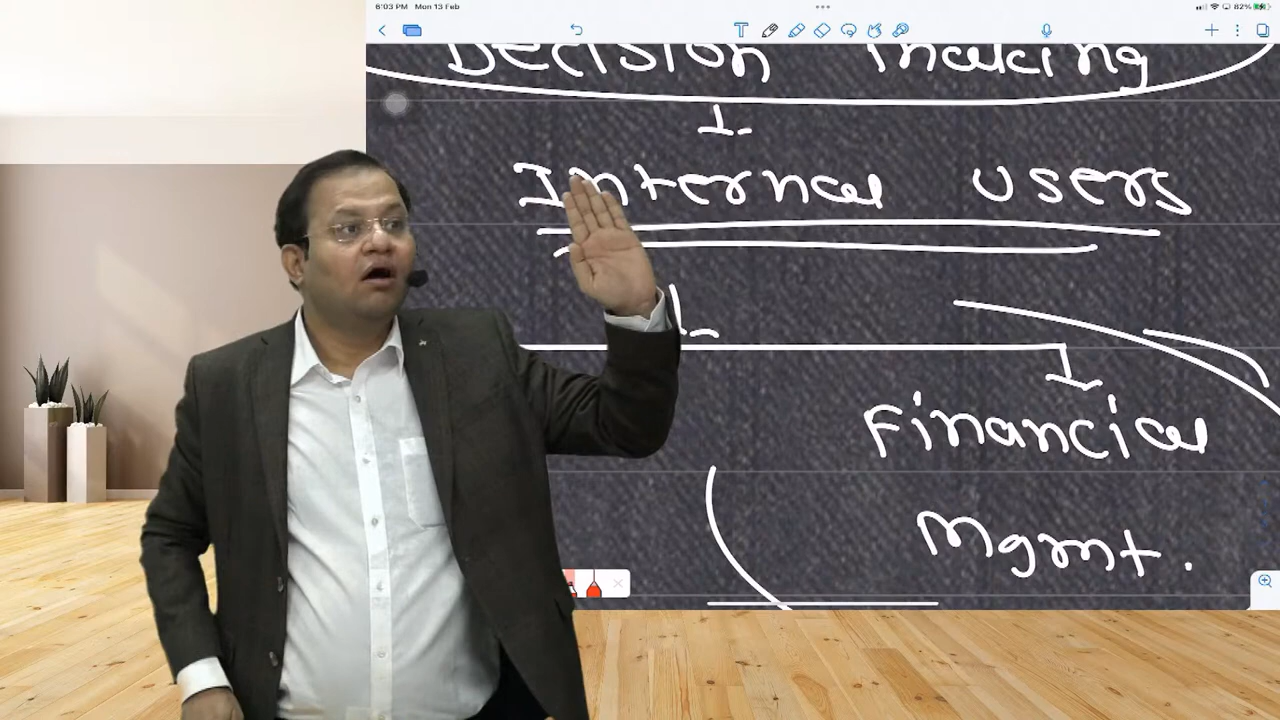 6:03 PM Mon 13 Feb
82%
Decision making
Internal users
Financial
Mgmt.